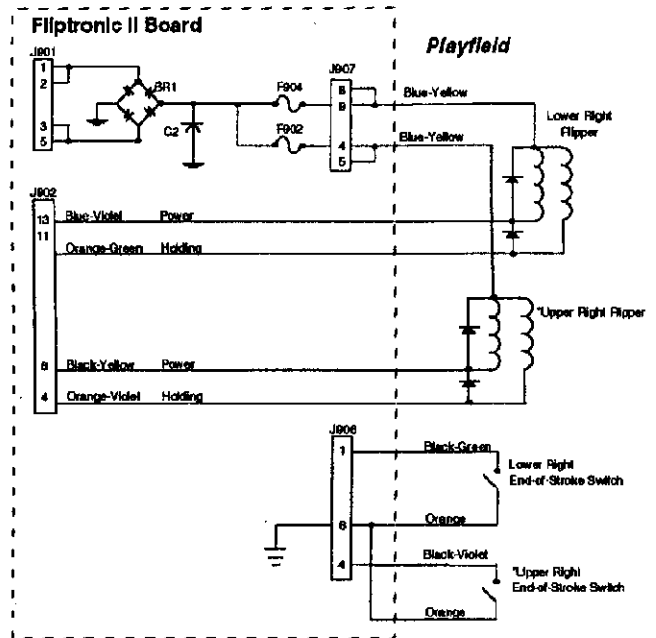 Fliptronic II Board
Playfield
J901
1
2
3
5
BR1
C2
F904
F902
J907
8
9
4
5
Blue-Yellow
Blue-Yellow
Lower Right
Flipper
J902
13
11
Blue-Violet Power
Orange-Green Holding
*Upper Right Flipper
8
Black-Yellow Power
4
Orange-Violet Holding
J906
1
Black-Green
Lower Right
End-of-Stroke Switch
6
Orange
4
Black-Violet
*Upper Right
End-of-Stroke Switch
Orange